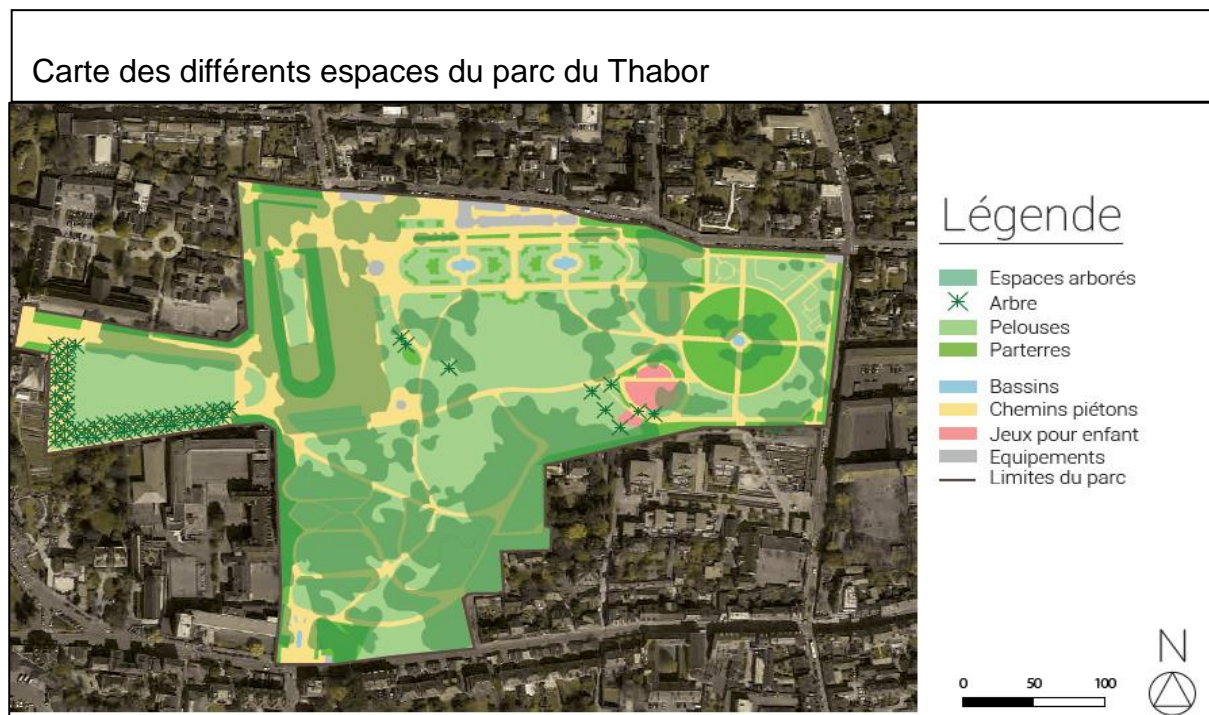 Carte des différents espaces du parc du Thabor
Légende
Espaces arborés
Arbre
Pelouses
Parterres
Bassins
Chemins piétons
Jeux pour enfant
Equipements
Limites du parc
N
0 50 100